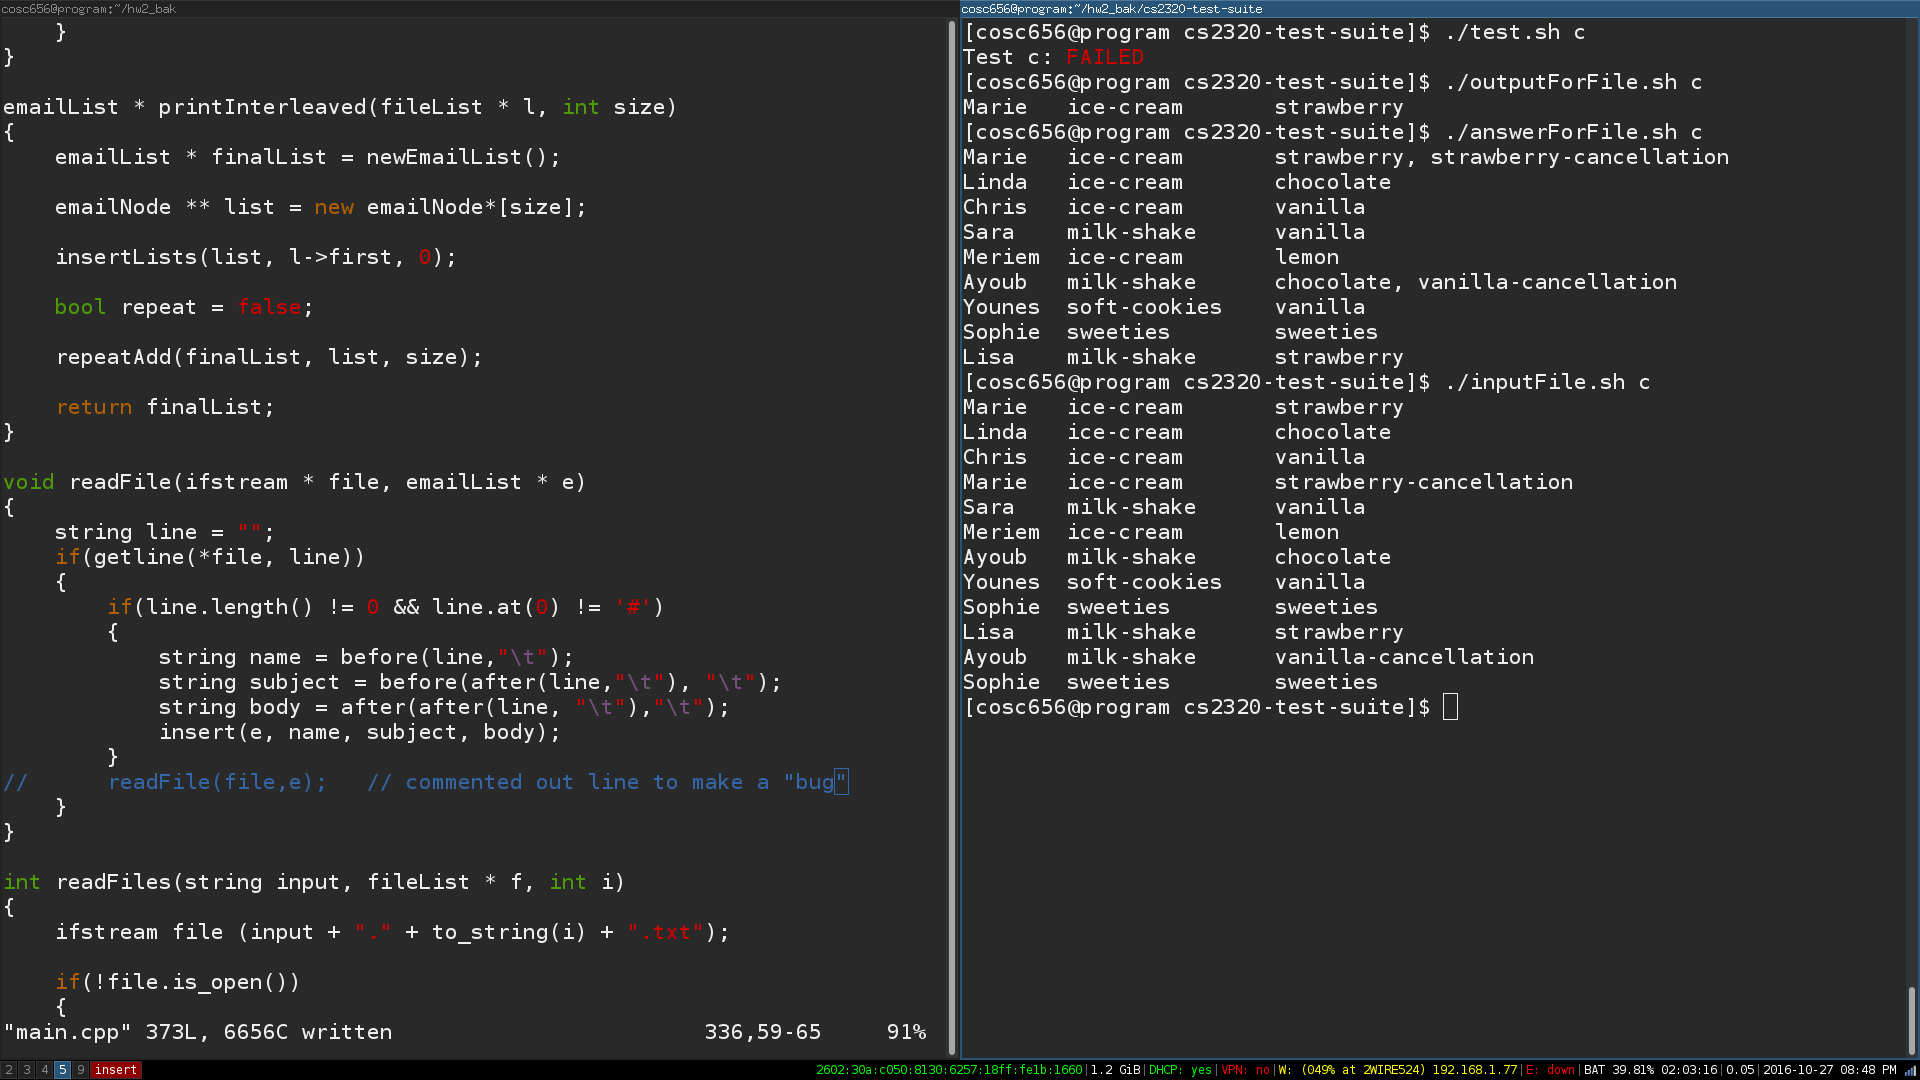 cosc656@program:~/hw2_bak
    }
}
emailList * printInterleaved(fileList * l, int size)
{
    emailList * finalList = newEmailList();
    emailNode ** list = new emailNode*[size];
    insertLists(list, l->first, 0);
    bool repeat = false;
    repeatAdd(finalList, list, size);
    return finalList;
}
void readFile(ifstream * file, emailList * e)
{
    string line = "";
    if(getline(*file, line))
    {
        if(line.length() != 0 && line.at(0) != '#')
        {
            string name = before(line,"\t");
            string subject = before(after(line,"\t"), "\t");
            string body = after(after(line, "\t"),"\t");
            insert(e, name, subject, body);
        }
//      readFile(file,e);   // commented out line to make a "bug"
    }
}
int readFiles(string input, fileList * f, int i)
{
    ifstream file (input + "." + to_string(i) + ".txt");
    if(!file.is_open())
    {
"main.cpp" 373L, 6656C written 336,59-65 91%
cosc656@program:~/hw2_bak/cs2320-test-suite
[cosc656@program cs2320-test-suite]$ ./test.sh c
Test c: FAILED
[cosc656@program cs2320-test-suite]$ ./outputForFile.sh c
Marie   ice-cream       strawberry
[cosc656@program cs2320-test-suite]$ ./answerForFile.sh c
Marie   ice-cream       strawberry, strawberry-cancellation
Linda   ice-cream       chocolate
Chris   ice-cream       vanilla
Sara    milk-shake      vanilla
Meriem  ice-cream       lemon
Ayoub   milk-shake      chocolate, vanilla-cancellation
Younes  soft-cookies    vanilla
Sophie  sweeties        sweeties
Lisa    milk-shake      strawberry
[cosc656@program cs2320-test-suite]$ ./inputFile.sh c
Marie   ice-cream       strawberry
Linda   ice-cream       chocolate
Chris   ice-cream       vanilla
Marie   ice-cream       strawberry-cancellation
Sara    milk-shake      vanilla
Meriem  ice-cream       lemon
Ayoub   milk-shake      chocolate
Younes  soft-cookies    vanilla
Sophie  sweeties        sweeties
Lisa    milk-shake      strawberry
Ayoub   milk-shake      vanilla-cancellation
Sophie  sweeties        sweeties
[cosc656@program cs2320-test-suite]$
2 3 4 5 9 insert 2602:30a:c050:8130:6257:18ff:fe1b:1660|1.2 GiB|DHCP: yes|VPN: no|W: (049% at 2WIRE524) 192.168.1.77|E: down|BAT 39.81% 02:03:16|0.05|2016-10-27 08:48 PM